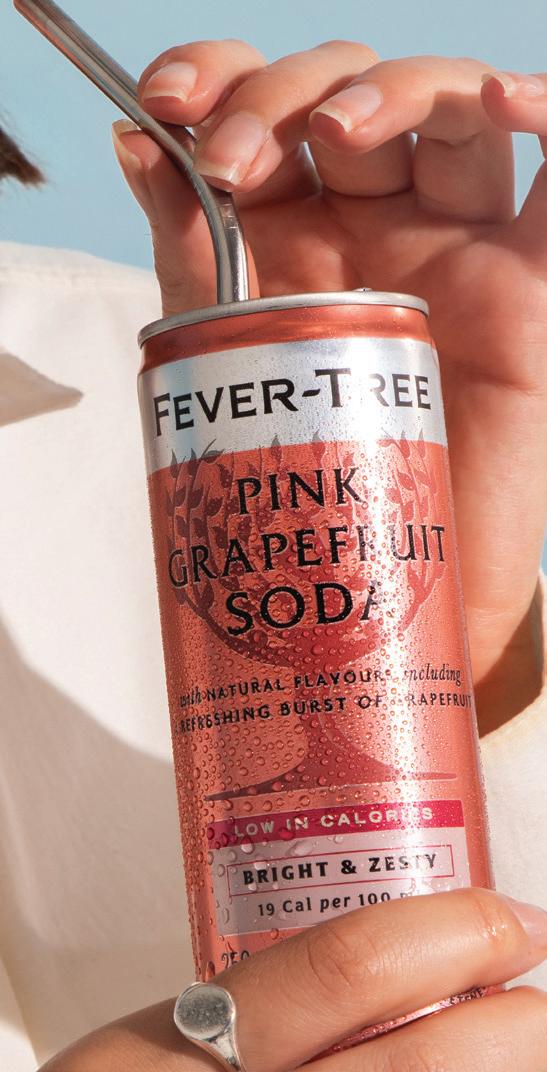 FEVER-TREE
PINK
GRAPEFRUIT
SODA
with NATURAL FLAVOURS including
REFRESHING BURST OF GRAPEFRUIT
LOW IN CALORIES
BRIGHT & ZESTY
19 Cal per 100
250